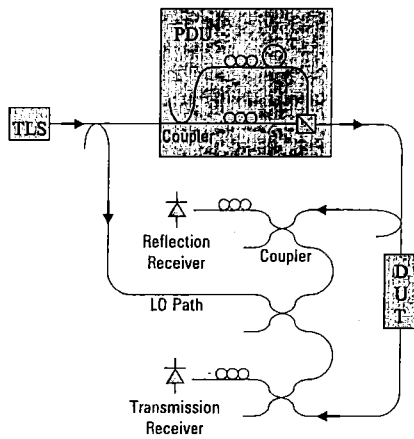 PDU
TLS
Coupler
Reflection
Receiver
Coupler
LO Path
D
U
T
Transmission
Receiver